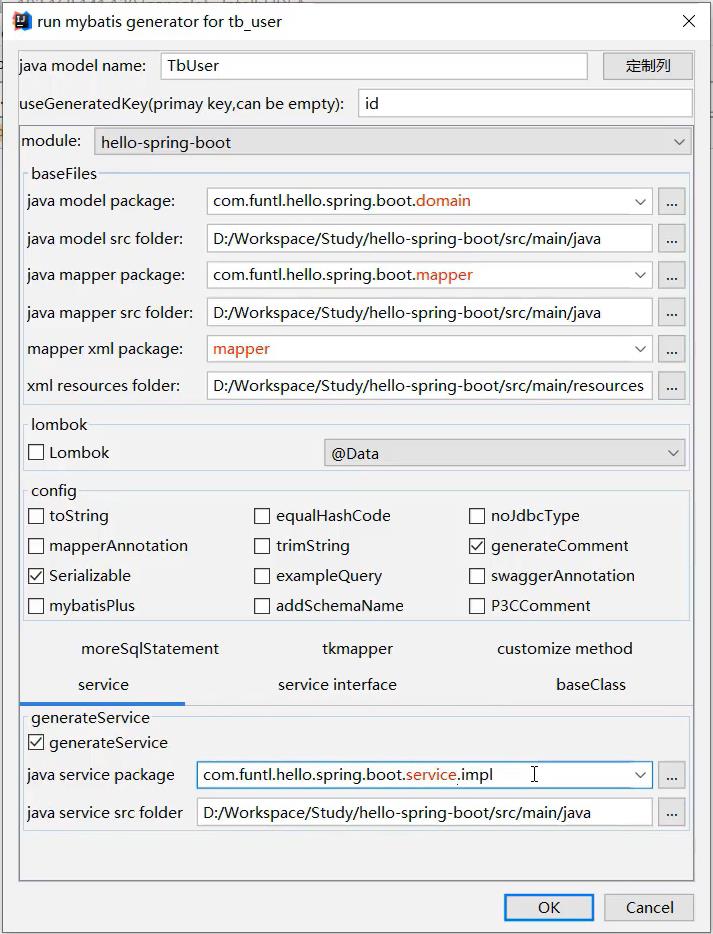 run mybatis generator for tb_user
java model name: TbUser 定制列
useGeneratedKey(primay key,can be empty): id
module: hello-spring-boot
baseFiles
java model package: com.funtl.hello.spring.boot.domain ...
java model src folder: D:/Workspace/Study/hello-spring-boot/src/main/java ...
java mapper package: com.funtl.hello.spring.boot.mapper ...
java mapper src folder: D:/Workspace/Study/hello-spring-boot/src/main/java ...
mapper xml package: mapper ...
xml resources folder: D:/Workspace/Study/hello-spring-boot/src/main/resources ...
lombok
Lombok @Data
config
toString equalHashCode noJdbcType
mapperAnnotation trimString generateComment
Serializable exampleQuery swaggerAnnotation
mybatisPlus addSchemaName P3CComment
moreSqlStatement tkmapper customize method
service service interface baseClass
generateService
generateService
java service package com.funtl.hello.spring.boot.service.impl ...
java service src folder D:/Workspace/Study/hello-spring-boot/src/main/java ...
OK Cancel